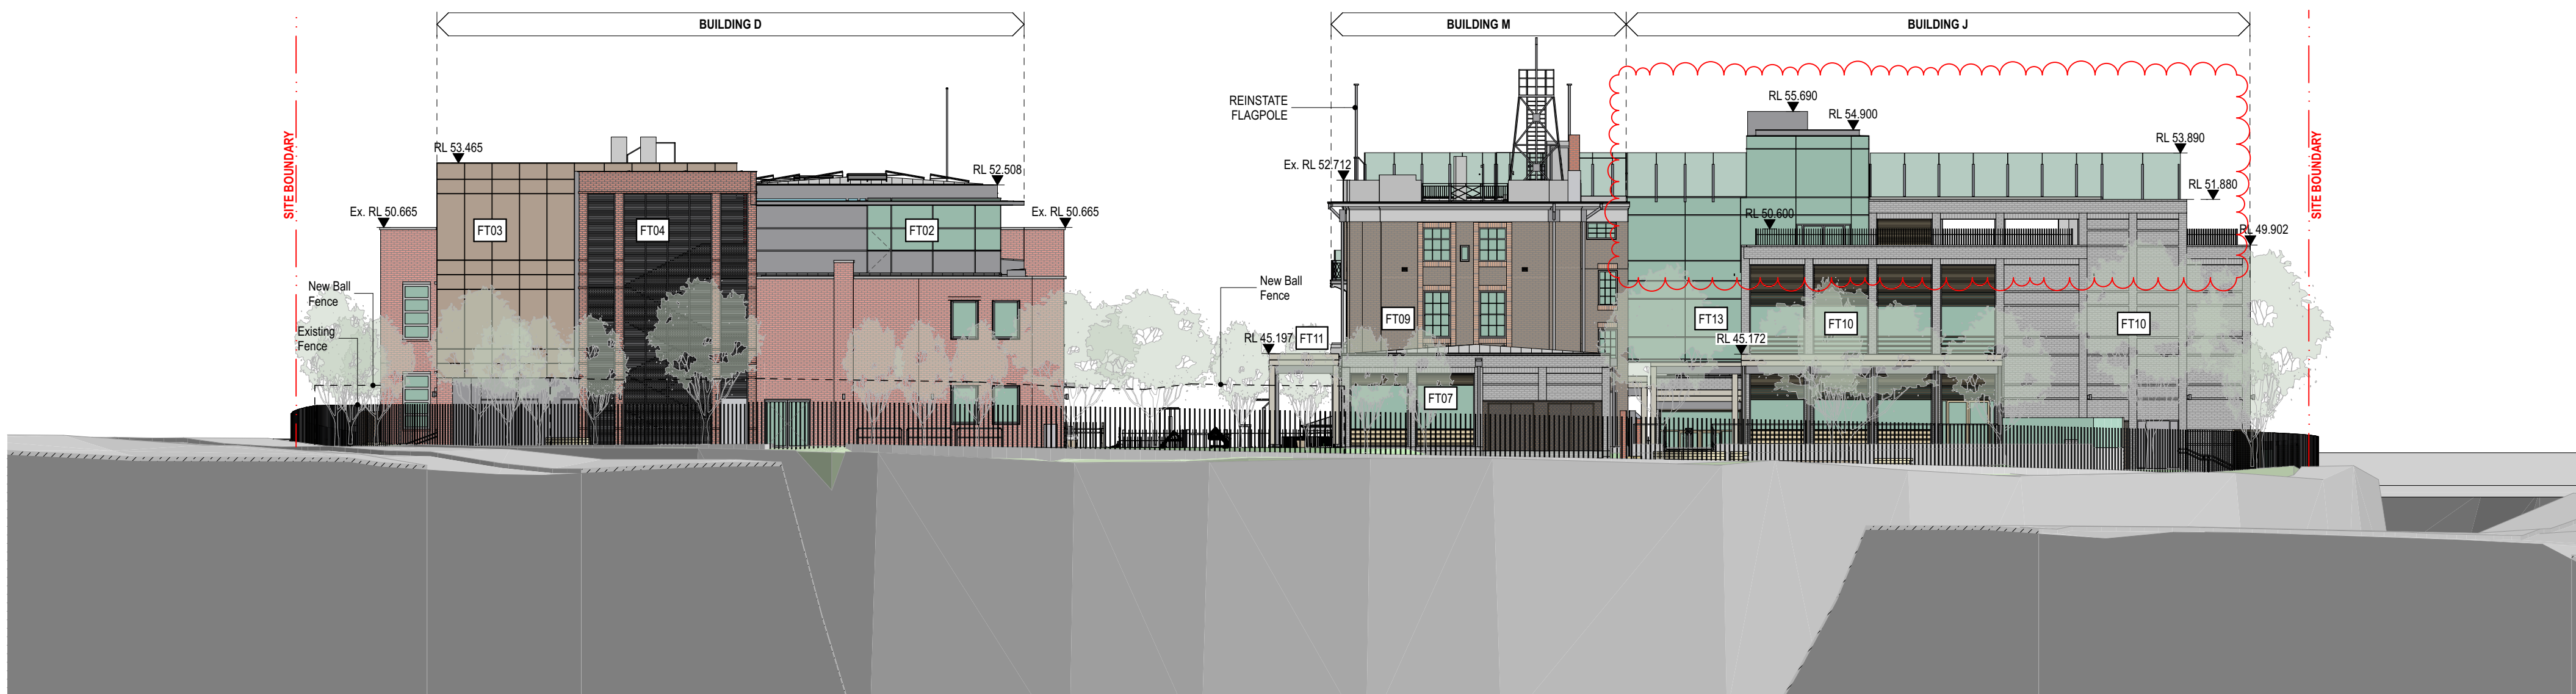 BUILDING D
BUILDING M
BUILDING J
SITE BOUNDARY
SITE BOUNDARY
REINSTATE
FLAGPOLE
RL 55.690
RL 54.900
RL 53.890
RL 53.465
RL 52.508
Ex. RL 52.712
RL 51.880
Ex. RL 50.665
Ex. RL 50.665
RL 50.600
RL 49.902
FT03
FT04
FT02
New Ball
Fence
New Ball
Fence
Existing
Fence
RL 45.197
FT11
FT09
FT13
FT10
FT10
RL 45.172
FT07